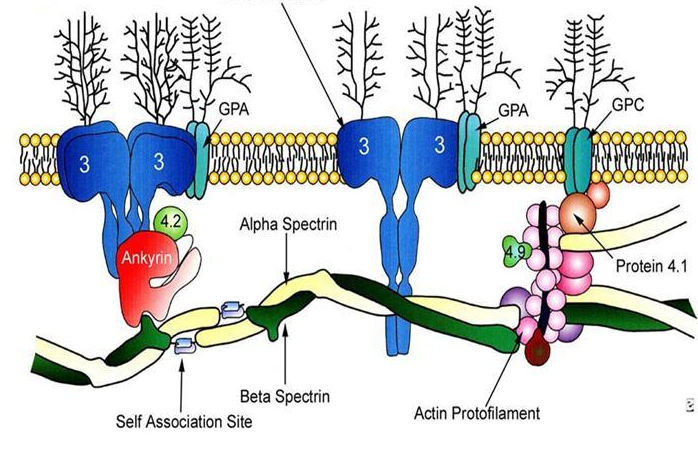 GPA
GPA
GPC
3
3
3
3
4.2
Alpha Spectrin
Ankyrin
4.9
Protein 4.1
Beta Spectrin
Self Association Site
Actin Protofilament